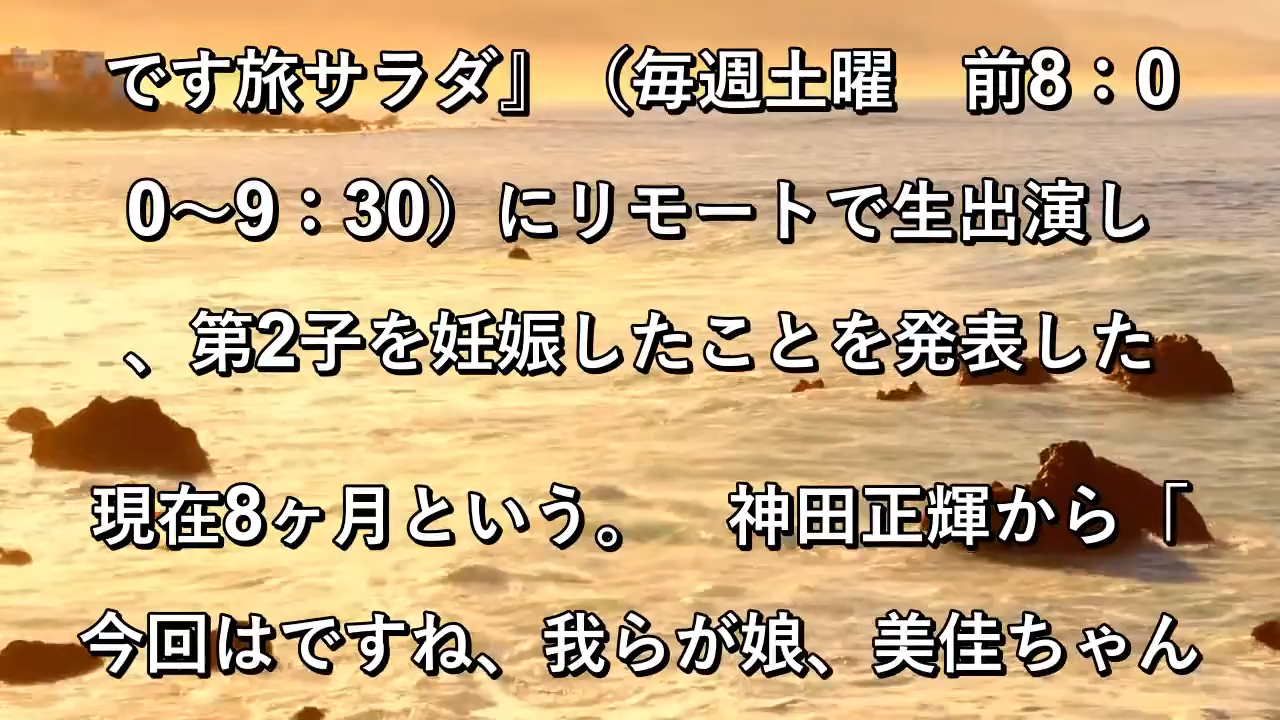 です旅サラダ』（毎週土曜　前8：0
0〜9：30）にリモートで生出演し
、第2子を妊娠したことを発表した
現在8ヶ月という。　神田正輝から「
今回はですね、我らが娘、美佳ちゃん